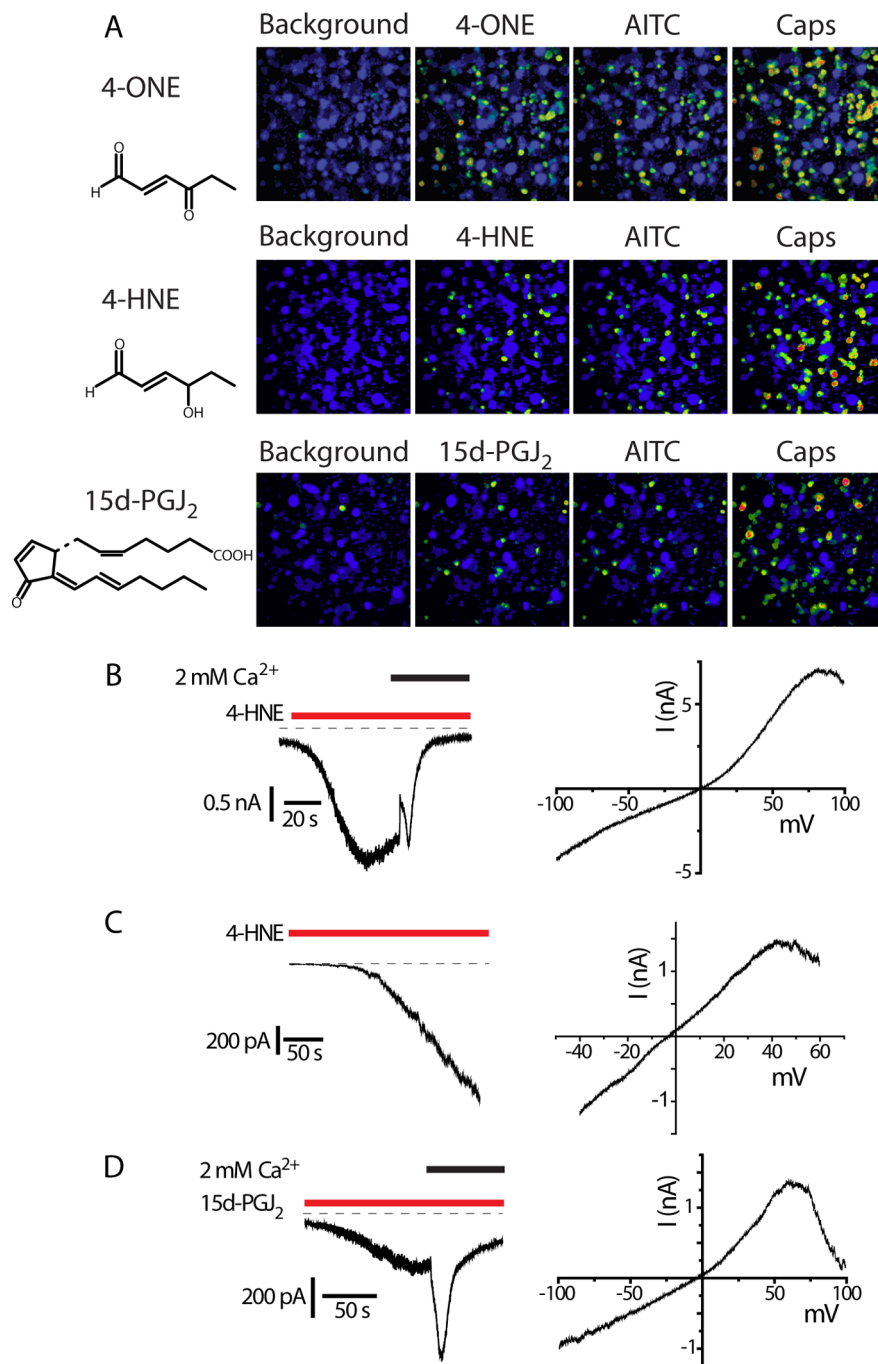 A
Background 4-ONE AITC Caps
4-ONE
O
H
O
Background 4-HNE AITC Caps
4-HNE
O
H
OH
Background 15d-PGJ2 AITC Caps
15d-PGJ2
COOH
O
B
2 mM Ca2+
4-HNE
0.5 nA
20 s
I (nA)
5
-100 -50 50 100
mV
-5
C
4-HNE
200 pA
50 s
I (nA)
1
-40 -20 20 40 60
mV
-1
D
2 mM Ca2+
15d-PGJ2
200 pA
50 s
I (nA)
1
-100 -50 50 100
mV
-1